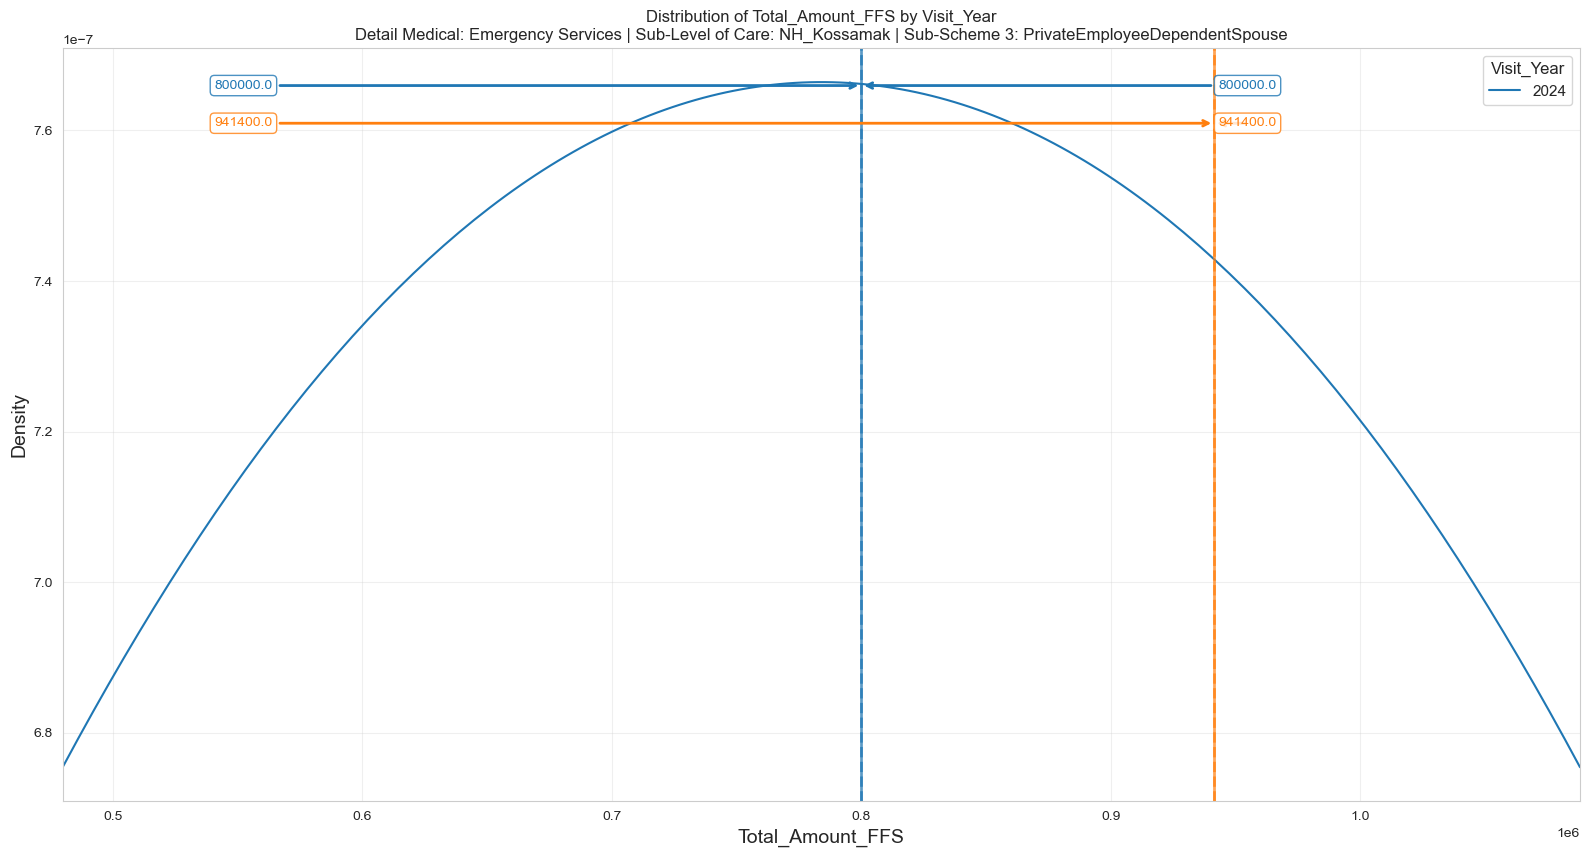 Distribution of Total_Amount_FFS by Visit_Year
Detail Medical: Emergency Services | Sub-Level of Care: NH_Kossamak | Sub-Scheme 3: PrivateEmployeeDependentSpouse
1e−7
Visit_Year
2024
800000.0
800000.0
941400.0
941400.0
7.6
7.4
7.2
7.0
6.8
Density
0.5
0.6
0.7
0.8
0.9
1.0
1e6
Total_Amount_FFS